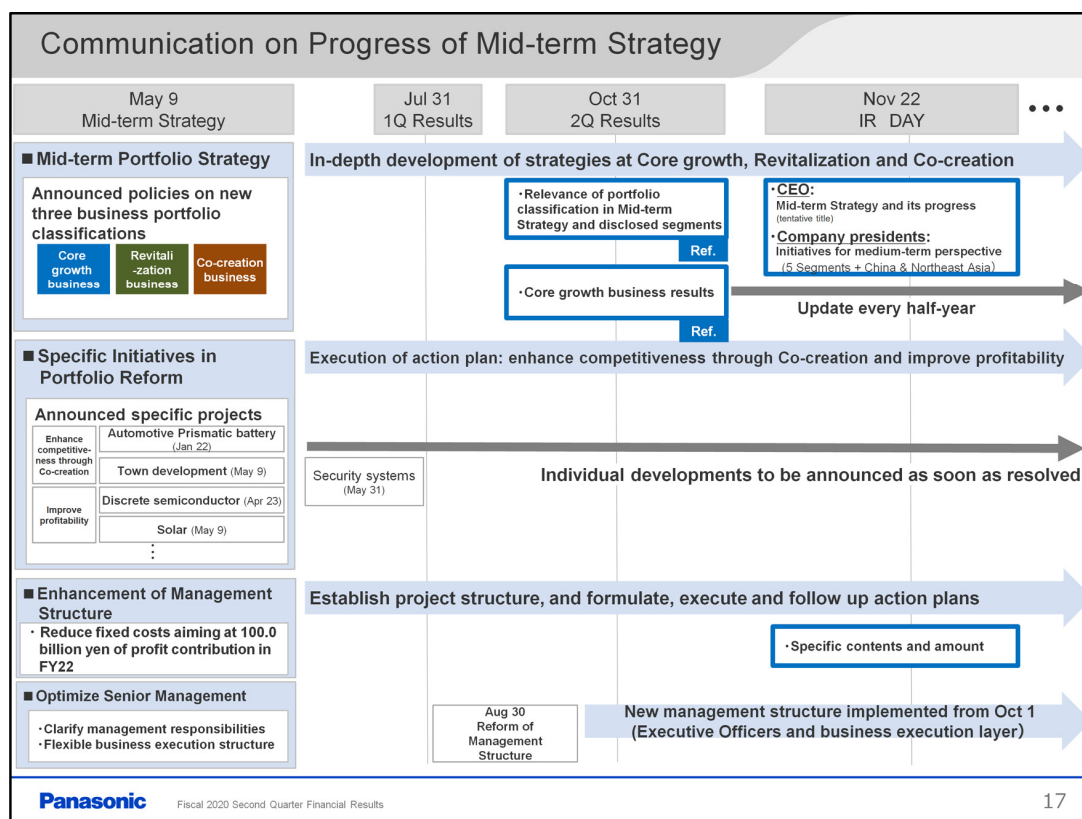 Communication on Progress of Mid-term Strategy
May 9
Mid-term Strategy
Jul 31
1Q Results
Oct 31
2Q Results
Nov 22
IR DAY
•••
■ Mid-term Portfolio Strategy
Announced policies on new
three business portfolio
classifications
Core
growth
business
Revitali
-zation
business
Co-creation
business
In-depth development of strategies at Core growth, Revitalization and Co-creation
・Relevance of portfolio
classification in Mid-term
Strategy and disclosed segments
Ref.
・CEO:
Mid-term Strategy and its progress
(tentative title)
・Company presidents:
Initiatives for medium-term perspective
(5 Segments + China & Northeast Asia)
・Core growth business results
Ref.
Update every half-year
■ Specific Initiatives in
Portfolio Reform
Announced specific projects
Enhance
competitive-
ness through
Co-creation
Automotive Prismatic battery
(Jan 22)
Town development (May 9)
Improve
profitability
Discrete semiconductor (Apr 23)
Solar (May 9)
⋮
Execution of action plan: enhance competitiveness through Co-creation and improve profitability
Security systems
(May 31)
Individual developments to be announced as soon as resolved
■ Enhancement of Management
Structure
・Reduce fixed costs aiming at 100.0
billion yen of profit contribution in
FY22
Establish project structure, and formulate, execute and follow up action plans
・Specific contents and amount
■ Optimize Senior Management
・Clarify management responsibilities
・Flexible business execution structure
Aug 30
Reform of
Management
Structure
New management structure implemented from Oct 1
(Executive Officers and business execution layer）
Panasonic
Fiscal 2020 Second Quarter Financial Results
17